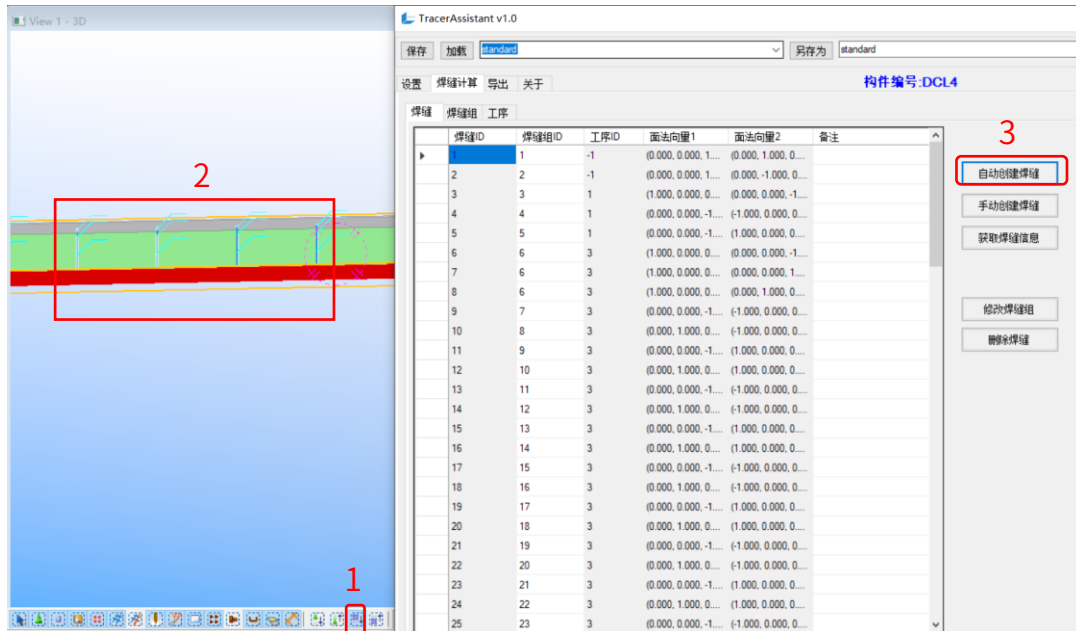 View 1 - 3D
TracerAssistant v1.0
保存 加载 standard 另存为 standard
设置 焊缝计算 导出 关于 构件编号:DCL4
焊缝 焊缝组 工序
焊缝ID 焊缝组ID 工序ID 面法向量1 面法向量2 备注
1 1 -1 (0.000, 0.000, 1.... (0.000, 1.000, 0....
2 2 -1 (0.000, 0.000, 1.... (0.000, -1.000, 0....
3 3 1 (1.000, 0.000, 0.... (0.000, 0.000, -1....
4 4 1 (0.000, 0.000, -1.... (-1.000, 0.000, 0....
5 5 1 (0.000, 0.000, -1.... (1.000, 0.000, 0....
6 6 3 (1.000, 0.000, 0.... (0.000, 0.000, -1....
7 6 3 (1.000, 0.000, 0.... (0.000, 0.000, 1....
8 6 3 (1.000, 0.000, 0.... (0.000, 1.000, 0....
9 7 3 (0.000, 0.000, -1.... (-1.000, 0.000, 0....
10 8 3 (0.000, 1.000, 0.... (-1.000, 0.000, 0....
11 9 3 (0.000, 0.000, -1.... (1.000, 0.000, 0....
12 10 3 (0.000, 1.000, 0.... (1.000, 0.000, 0....
13 11 3 (0.000, 0.000, -1.... (-1.000, 0.000, 0....
14 12 3 (0.000, 1.000, 0.... (-1.000, 0.000, 0....
15 13 3 (0.000, 0.000, -1.... (1.000, 0.000, 0....
16 14 3 (0.000, 1.000, 0.... (1.000, 0.000, 0....
17 15 3 (0.000, 0.000, -1.... (-1.000, 0.000, 0....
18 16 3 (0.000, 1.000, 0.... (-1.000, 0.000, 0....
19 17 3 (0.000, 0.000, -1.... (1.000, 0.000, 0....
20 18 3 (0.000, 1.000, 0.... (1.000, 0.000, 0....
21 19 3 (0.000, 0.000, -1.... (-1.000, 0.000, 0....
22 20 3 (0.000, 1.000, 0.... (-1.000, 0.000, 0....
23 21 3 (0.000, 0.000, -1.... (1.000, 0.000, 0....
24 22 3 (0.000, 1.000, 0.... (1.000, 0.000, 0....
25 23 3 (0.000, 0.000, -1.... (-1.000, 0.000, 0....
3
自动创建焊缝
手动创建焊缝
获取焊缝信息
修改焊缝组
删除焊缝
2
1